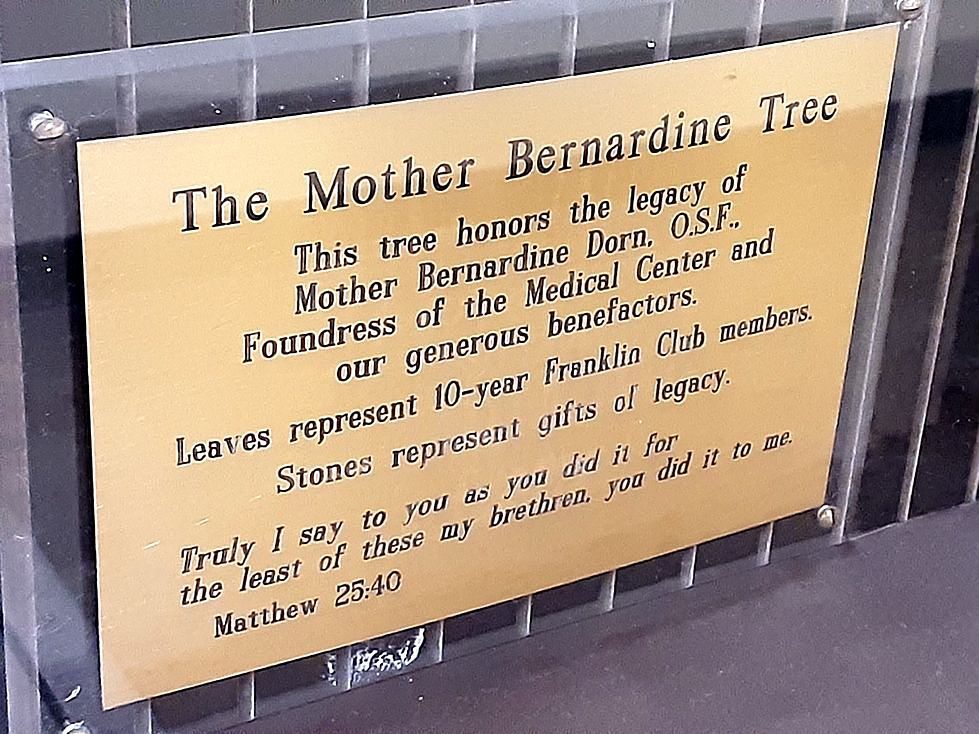 The Mother Bernardine Tree
This tree honors the legacy of
Mother Bernardine Dorn, O.S.F.,
Foundress of the Medical Center and
our generous benefactors.
Leaves represent 10-year Franklin Club members.
Stones represent gifts of legacy.
Truly I say to you as you did it for
the least of these my brethren, you did it to me.
Matthew 25:40